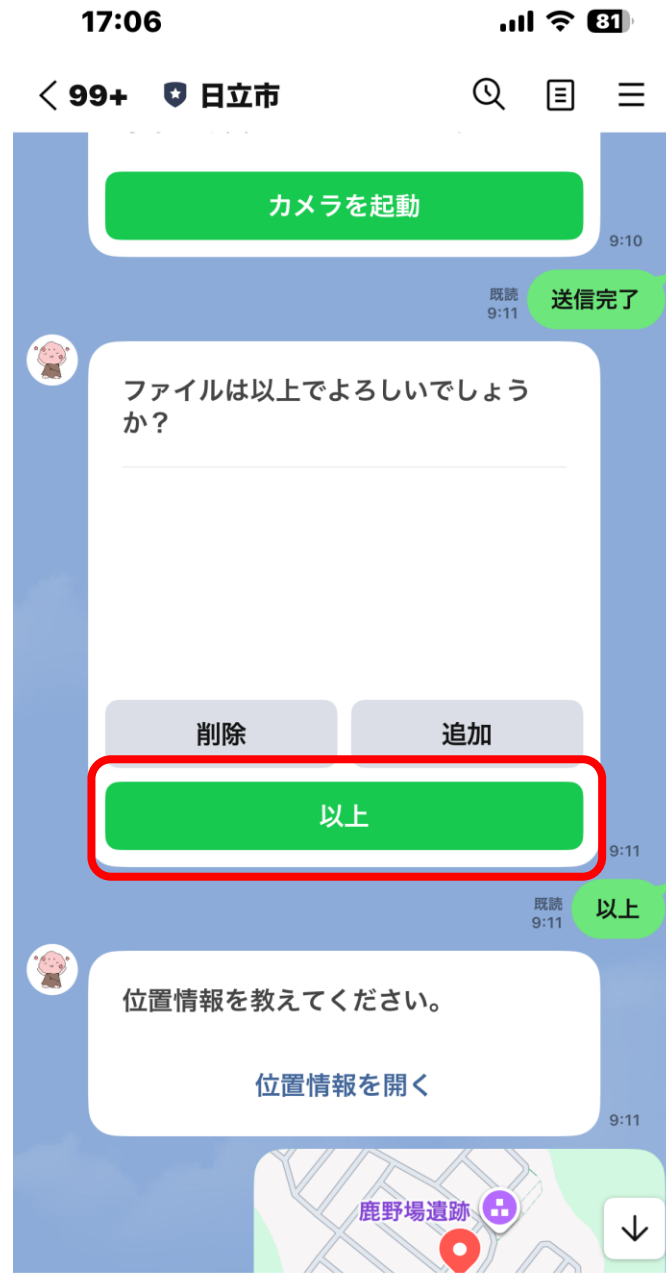 17:06
81
99+
日立市
カメラを起動
9:10
既読
9:11
送信完了
ファイルは以上でよろしいでしょう
か？
削除
追加
以上
9:11
既読
9:11
以上
位置情報を教えてください。
位置情報を開く
9:11
鹿野場遺跡